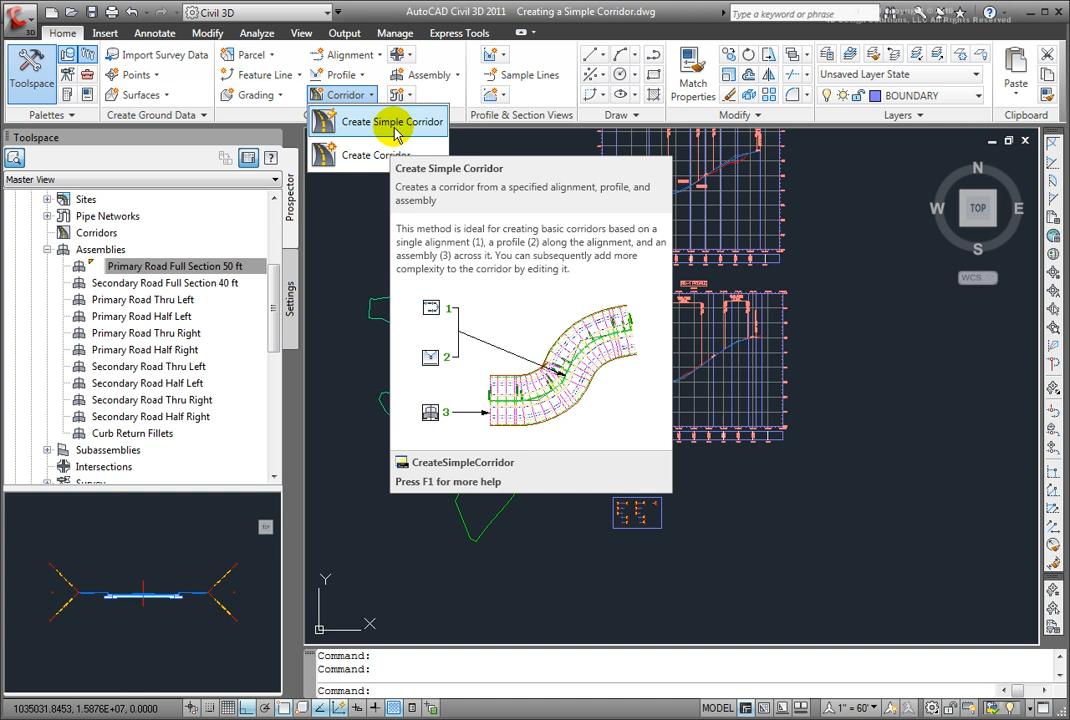 Civil 3D
AutoCAD Civil 3D 2011
Creating a Simple Corridor.dwg
Type a keyword or phrase
3D
Home
Insert
Annotate
Modify
Analyze
View
Output
Manage
Express Tools
Toolspace
Import Survey Data
Points
Surfaces
Parcel
Feature Line
Grading
Alignment
Profile
Corridor
Assembly
Sample Lines
Match
Properties
Unsaved Layer State
BOUNDARY
Paste
Palettes
Create Ground Data
Profile & Section Views
Draw
Modify
Layers
Clipboard
Create Simple Corridor
Create Corridor
Create Simple Corridor
Creates a corridor from a specified alignment, profile, and
assembly
This method is ideal for creating basic corridors based on a
single alignment (1), a profile (2) along the alignment, and an
assembly (3) across it. You can subsequently add more
complexity to the corridor by editing it.
1
2
3
CreateSimpleCorridor
Press F1 for more help
Toolspace
Master View
Prospector
Settings
Sites
Pipe Networks
Corridors
Assemblies
Primary Road Full Section 50 ft
Secondary Road Full Section 40 ft
Primary Road Thru Left
Primary Road Half Left
Primary Road Thru Right
Primary Road Half Right
Secondary Road Thru Left
Secondary Road Half Left
Secondary Road Thru Right
Secondary Road Half Right
Curb Return Fillets
Subassemblies
Intersections
Survey
TOP
N
W
TOP
E
S
WCS
Y
X
Command:
Command:
Command:
1035031.8453, 1.5876E+07, 0.0000
MODEL
1" = 60'